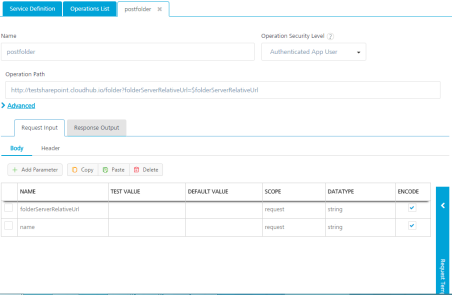 Service Definition Operations List postfolder
Name Operation Security Level
postfolder Authenticated App User
Operation Path
http://testsharepoint.cloudhub.io/folder?folderServerRelativeUrl=$folderServerRelativeUrl
Advanced
Request Input Response Output
Body Header
+ Add Parameter Copy Paste Delete
NAME TEST VALUE DEFAULT VALUE SCOPE DATATYPE ENCODE
folderServerRelativeUrl request string
name request string
Request